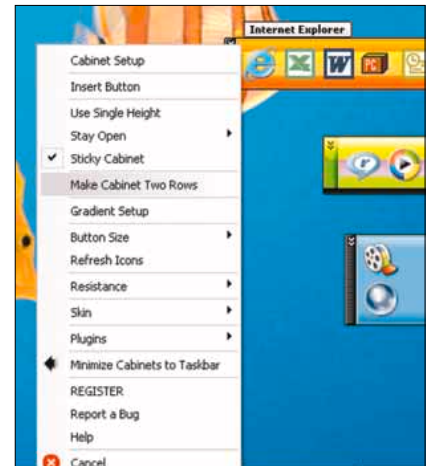 Internet Explorer
Cabinet Setup
Insert Button
Use Single Height
Stay Open
Sticky Cabinet
Make Cabinet Two Rows
Gradient Setup
Button Size
Refresh Icons
Resistance
Skin
Plugins
Minimize Cabinets to Taskbar
REGISTER
Report a Bug
Help
Cancel
X W PC
r